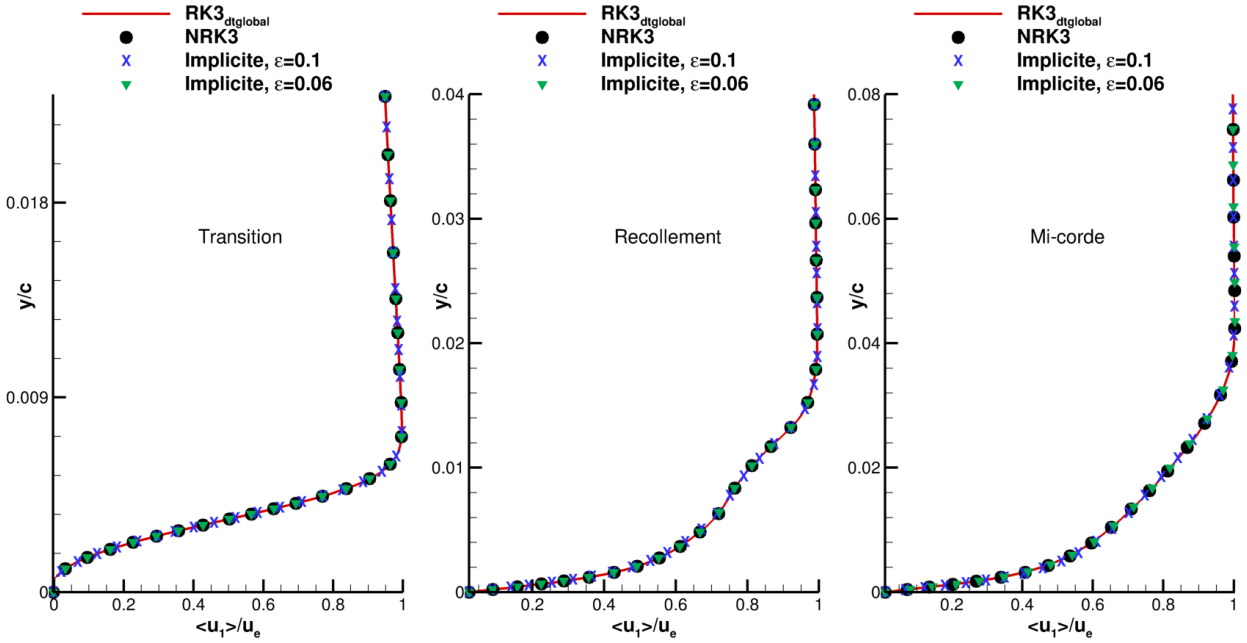 RK3dtglobal
NRK3
Implicite, ε=0.1
Implicite, ε=0.06
0.018
0.009
0
y/c
Transition
0 0.2 0.4 0.6 0.8 1
<u1>/ue
RK3dtglobal
NRK3
Implicite, ε=0.1
Implicite, ε=0.06
0.04
0.03
0.02
0.01
0
y/c
Recollement
0.2 0.4 0.6 0.8 1
<u1>/ue
RK3dtglobal
NRK3
Implicite, ε=0.1
Implicite, ε=0.06
0.08
0.06
0.04
0.02
0
y/c
Mi-corde
0.2 0.4 0.6 0.8 1
<u1>/ue